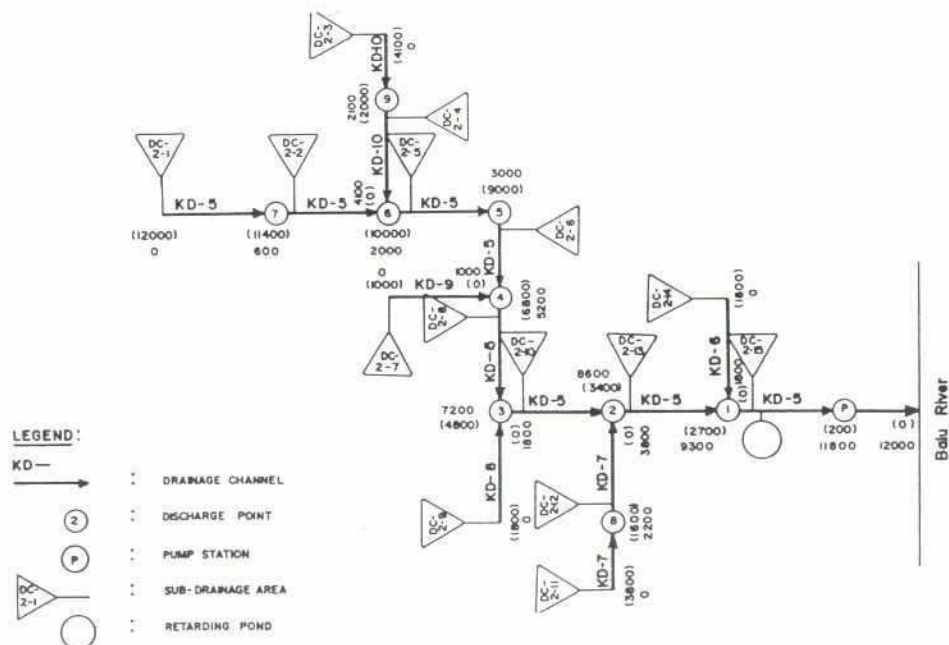 DC-
2-3
KD-10
(4100)
0
9
2100
(2000)
DC-
2-4
DC-
2-1
DC-
2-2
KD-10
DC-
2-5
3000
(9000)
KD-5
7
KD-5
4100
(0)
6
KD-5
5
(12000)
0
(11400)
600
(10000)
2000
DC-
2-6
KD-5
0
(1000)
KD-9
1000
(0)
4
(6800)
5200
DC-
2-8
DC-
2-7
DC-
2-10
DC-
2-14
(1800)
0
DC-
2-13
KD-6
DC-
2-15
8600
(3400)
1800
(0)
7200
(4800)
3
KD-5
2
KD-5
1
KD-5
P
(0)
1800
(0)
3800
(2700)
9300
(200)
11800
(0)
12000
Balu River
KD-8
DC-
2-9
(1800)
0
KD-7
DC-
2-12
8
(1600)
2200
KD-7
DC-
2-11
(3800)
0
LEGEND:
KD—
: DRAINAGE CHANNEL
2 : DISCHARGE POINT
P : PUMP STATION
DC-
2-1
: SUB-DRAINAGE AREA
: RETARDING POND